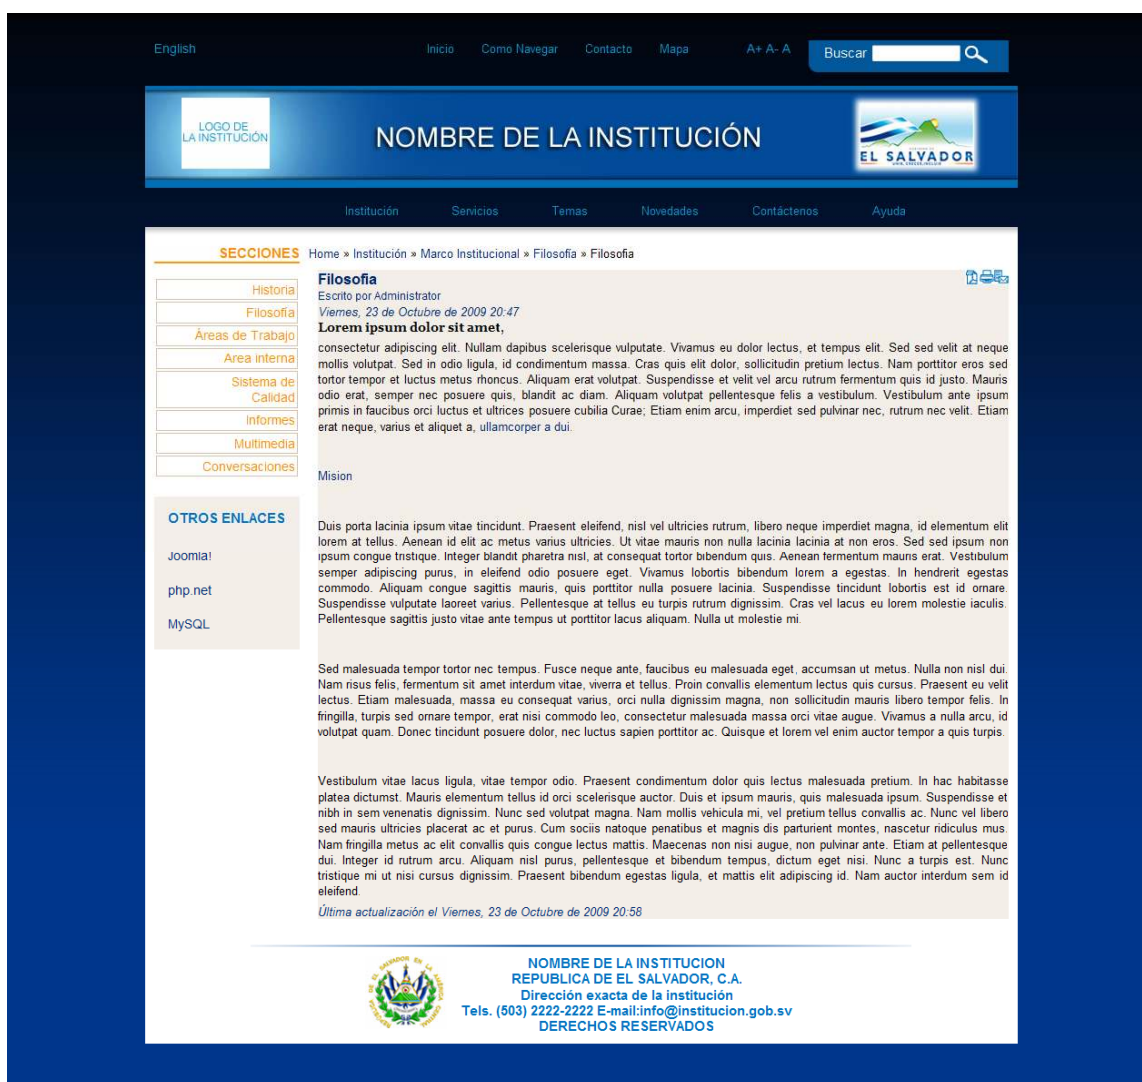 English
Inicio Como Navegar Contacto Mapa A+ A- A Buscar
LOGO DE
LA INSTITUCIÓN
NOMBRE DE LA INSTITUCIÓN
EL SALVADOR
Institución Servicios Temas Novedades Contáctenos Ayuda
SECCIONES
Historia
Filosofía
Áreas de Trabajo
Area interna
Sistema de
Calidad
Informes
Multimedia
Conversaciones
OTROS ENLACES
Joomla!
php.net
MySQL
Home » Institución » Marco Institucional » Filosofía » Filosofia
Filosofia
Escrito por Administrator
Viernes, 23 de Octubre de 2009 20:47
Lorem ipsum dolor sit amet,
consectetur adipiscing elit. Nullam dapibus scelerisque vulputate. Vivamus eu dolor lectus, et tempus elit. Sed sed velit at neque
mollis volutpat. Sed in odio ligula, id condimentum massa. Cras quis elit dolor, sollicitudin pretium lectus. Nam porttitor eros sed
tortor tempor et luctus metus rhoncus. Aliquam erat volutpat. Suspendisse et velit vel arcu rutrum fermentum quis id justo. Mauris
odio erat, semper nec posuere quis, blandit ac diam. Aliquam volutpat pellentesque felis a vestibulum. Vestibulum ante ipsum
primis in faucibus orci luctus et ultrices posuere cubilia Curae; Etiam enim arcu, imperdiet sed pulvinar nec, rutrum nec velit. Etiam
erat neque, varius et aliquet a, ullamcorper a dui.
Mision
Duis porta lacinia ipsum vitae tincidunt. Praesent eleifend, nisl vel ultricies rutrum, libero neque imperdiet magna, id elementum elit
lorem at tellus. Aenean id elit ac metus varius ultricies. Ut vitae mauris non nulla lacinia lacinia at non eros. Sed sed ipsum non
ipsum congue tristique. Integer blandit pharetra nisl, at consequat tortor bibendum quis. Aenean fermentum mauris erat. Vestibulum
semper adipiscing purus, in eleifend odio posuere eget. Vivamus lobortis bibendum lorem a egestas. In hendrerit egestas
commodo. Aliquam congue sagittis mauris, quis porttitor nulla posuere lacinia. Suspendisse tincidunt lobortis est id ornare.
Suspendisse vulputate laoreet varius. Pellentesque at tellus eu turpis rutrum dignissim. Cras vel lacus eu lorem molestie iaculis.
Pellentesque sagittis justo vitae ante tempus ut porttitor lacus aliquam. Nulla ut molestie mi.
Sed malesuada tempor tortor nec tempus. Fusce neque ante, faucibus eu malesuada eget, accumsan ut metus. Nulla non nisl dui.
Nam risus felis, fermentum sit amet interdum vitae, viverra et tellus. Proin convallis elementum lectus quis cursus. Praesent eu velit
lectus. Etiam malesuada, massa eu consequat varius, orci nulla dignissim magna, non sollicitudin mauris libero tempor felis. In
fringilla, turpis sed ornare tempor, erat nisi commodo leo, consectetur malesuada massa orci vitae augue. Vivamus a nulla arcu, id
volutpat quam. Donec tincidunt posuere dolor, nec luctus sapien porttitor ac. Quisque et lorem vel enim auctor tempor a quis turpis.
Vestibulum vitae lacus ligula, vitae tempor odio. Praesent condimentum dolor quis lectus malesuada pretium. In hac habitasse
platea dictumst. Mauris elementum tellus id orci scelerisque auctor. Duis et ipsum mauris, quis malesuada ipsum. Suspendisse et
nibh in sem venenatis dignissim. Nunc sed volutpat magna. Nam mollis vehicula mi, vel pretium tellus convallis ac. Nunc vel libero
sed mauris ultricies placerat ac et purus. Cum sociis natoque penatibus et magnis dis parturient montes, nascetur ridiculus mus.
Nam fringilla metus ac elit convallis quis congue lectus mattis. Maecenas non nisi augue, non pulvinar ante. Etiam at pellentesque
dui. Integer id rutrum arcu. Aliquam nisl purus, pellentesque et bibendum tempus, dictum eget nisi. Nunc a turpis est. Nunc
tristique mi ut nisi cursus dignissim. Praesent bibendum egestas ligula, et mattis elit adipiscing id. Nam auctor interdum sem id
eleifend.
Última actualización el Viernes, 23 de Octubre de 2009 20:58
NOMBRE DE LA INSTITUCION
REPUBLICA DE EL SALVADOR, C.A.
Dirección exacta de la institución
Tels. (503) 2222-2222 E-mail:info@institucion.gob.sv
DERECHOS RESERVADOS